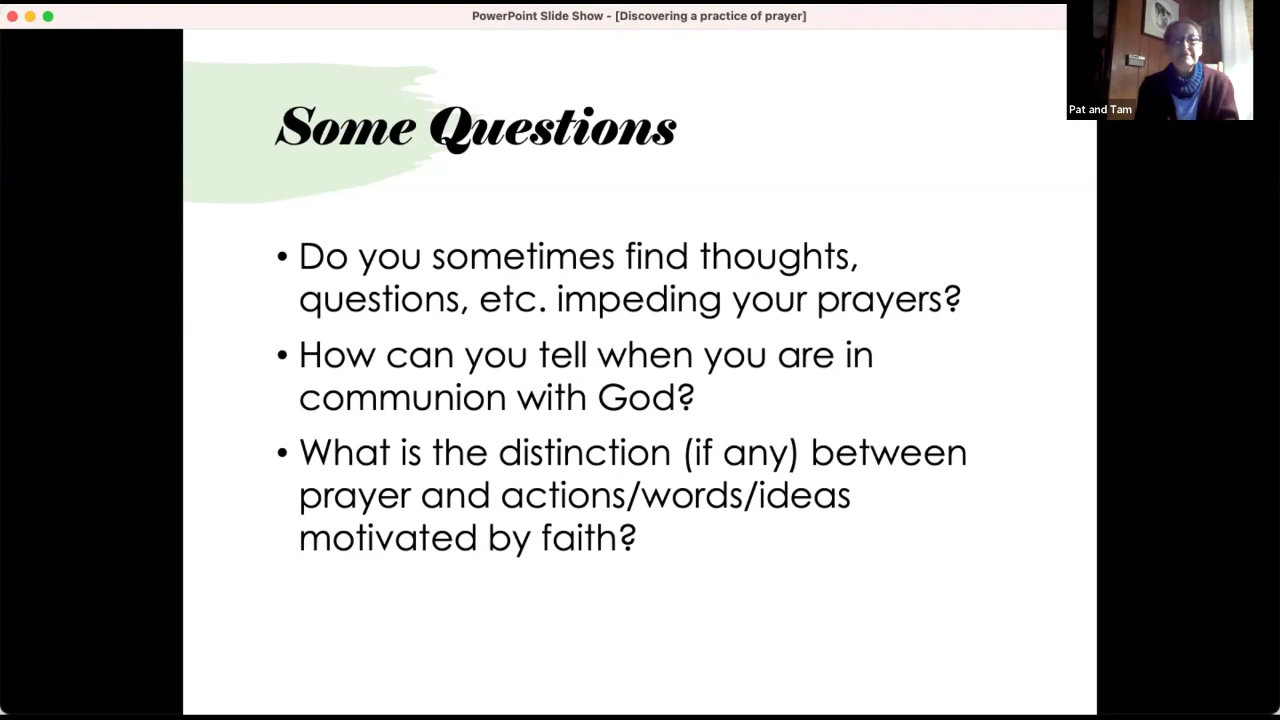 PowerPoint Slide Show - [Discovering a practice of prayer]
Pat and Tam
Some Questions
• Do you sometimes find thoughts,
questions, etc. impeding your prayers?
• How can you tell when you are in
communion with God?
• What is the distinction (if any) between
prayer and actions/words/ideas
motivated by faith?